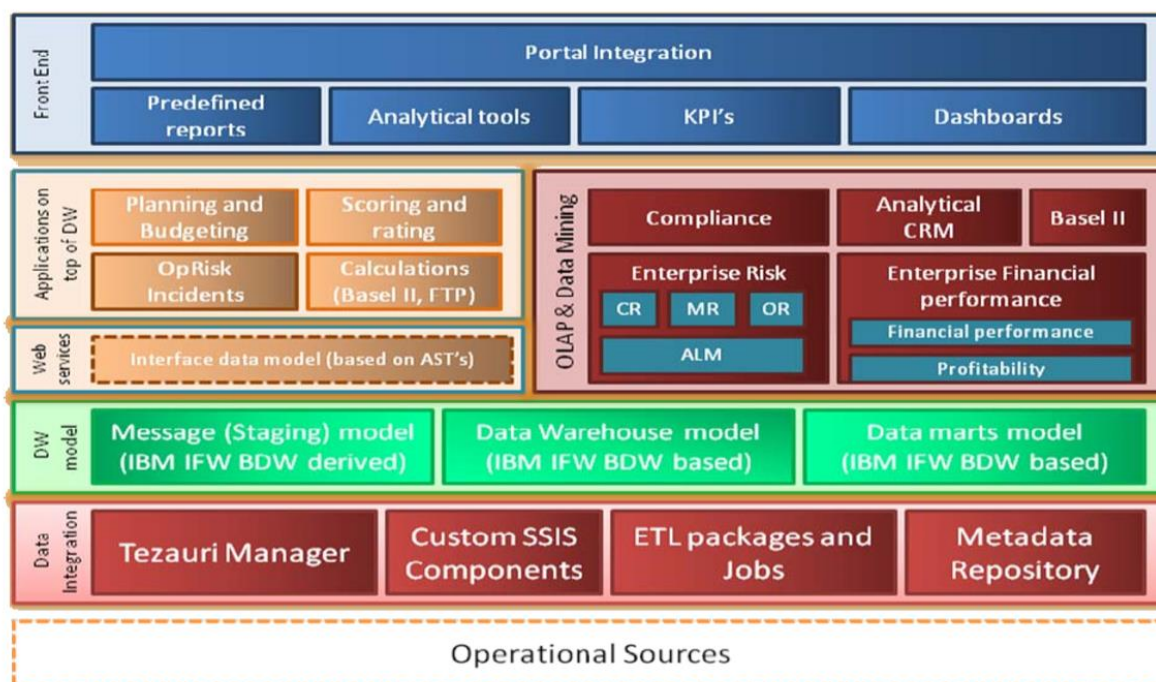 Front End
Portal Integration
Predefined
reports
Analytical tools
KPI's
Dashboards
Applications on
top of DW
Planning and
Budgeting
Scoring and
rating
OpRisk
Incidents
Calculations
(Basel II, FTP)
Web
services
Interface data model (based on AST's)
OLAP & Data Mining
Compliance
Analytical
CRM
Basel II
Enterprise Risk
CR
MR
OR
ALM
Enterprise Financial
performance
Financial performance
Profitability
DW
model
Message (Staging) model
(IBM IFW BDW derived)
Data Warehouse model
(IBM IFW BDW based)
Data marts model
(IBM IFW BDW based)
Data
Integration
Tezauri Manager
Custom SSIS
Components
ETL packages and
Jobs
Metadata
Repository
Operational Sources